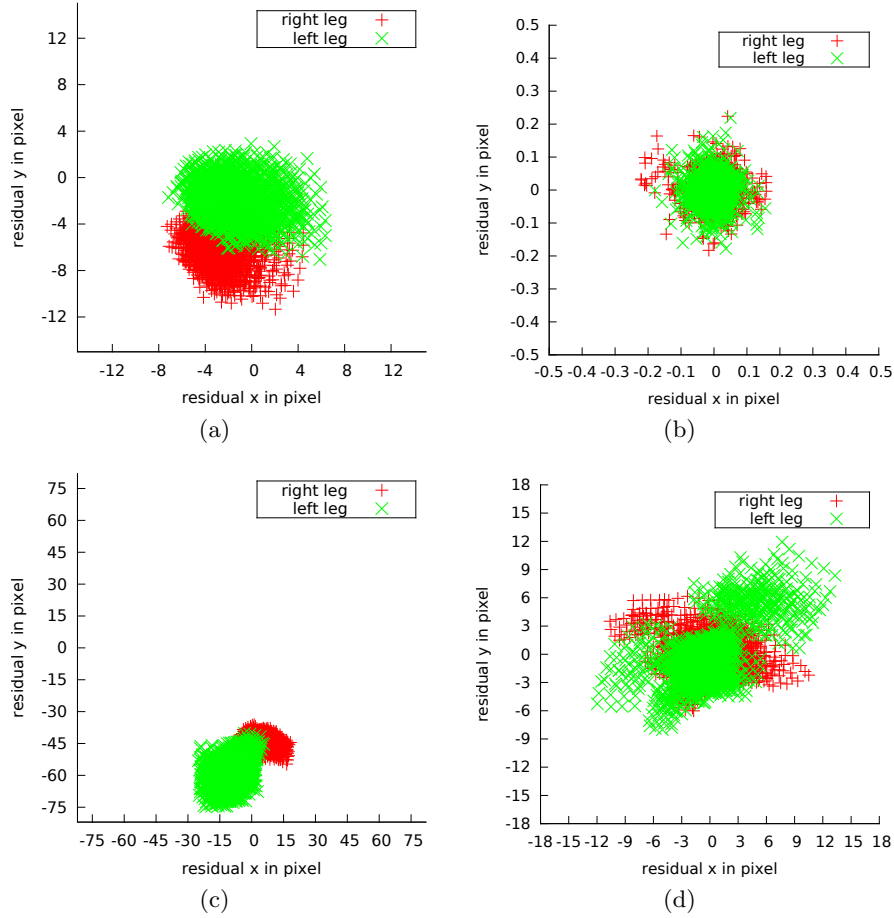 right leg
left leg
12
8
4
0
-4
-8
-12
residual y in pixel
-12 -8 -4 0 4 8 12
residual x in pixel
(a)
right leg
left leg
0.5
0.4
0.3
0.2
0.1
0
-0.1
-0.2
-0.3
-0.4
-0.5
residual y in pixel
-0.5 -0.4 -0.3 -0.2 -0.1 0 0.1 0.2 0.3 0.4 0.5
residual x in pixel
(b)
right leg
left leg
75
60
45
30
15
0
-15
-30
-45
-60
-75
residual y in pixel
-75 -60 -45 -30 -15 0 15 30 45 60 75
residual x in pixel
(c)
right leg
left leg
18
15
12
9
6
3
0
-3
-6
-9
-12
-15
-18
residual y in pixel
-18 -15 -12 -9 -6 -3 0 3 6 9 12 15 18
residual x in pixel
(d)